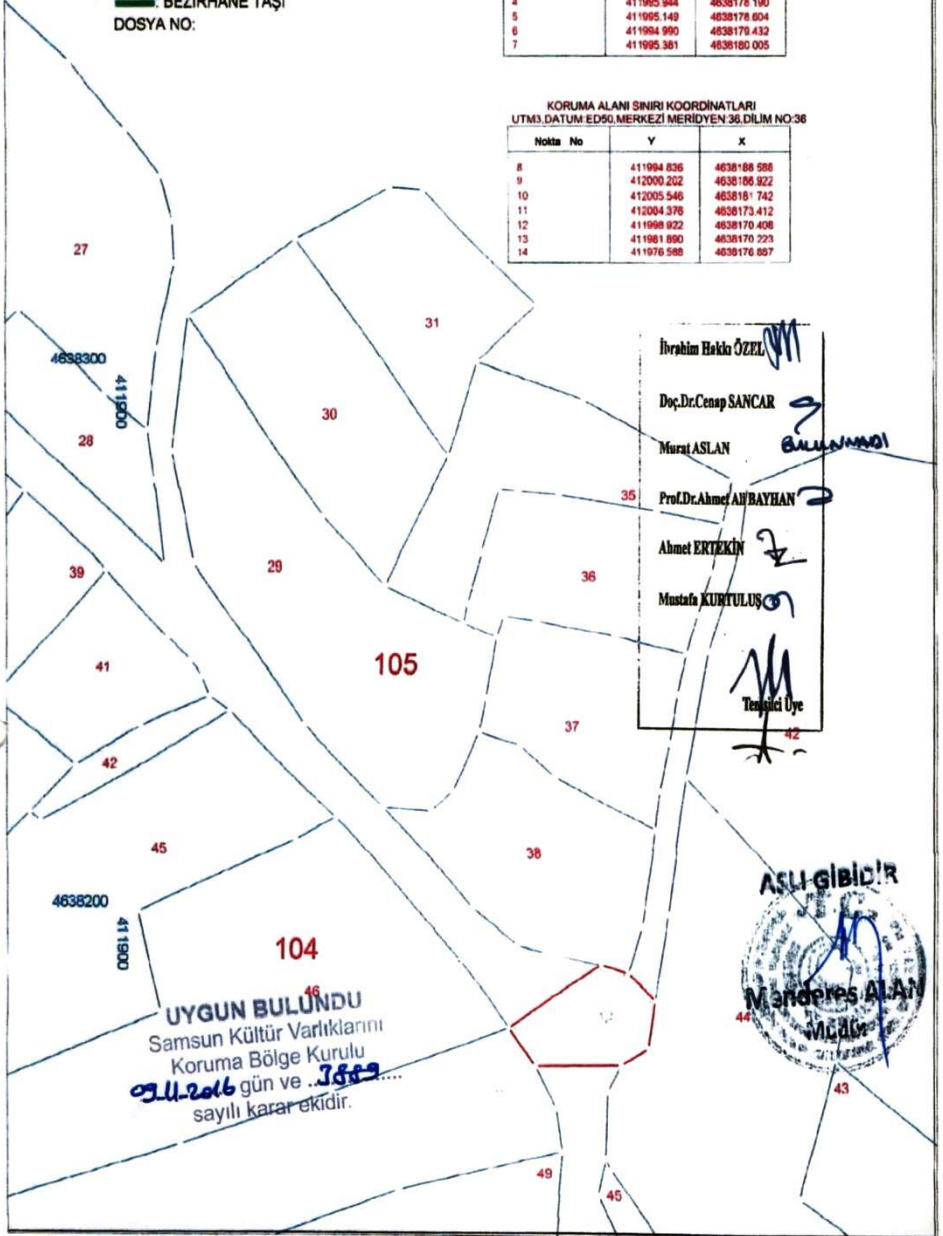 : BEZİRHANE TAŞI
DOSYA NO:
4 411995.944 4638178.190
5 411995.149 4638178.604
6 411994.990 4638179.432
7 411995.381 4638180.005
KORUMA ALANI SINIRI KOORDİNATLARI
UTM3,DATUM:ED50,MERKEZİ MERİDYEN:36,DİLİM NO:36
Nokta No Y X
8 411994.836 4638188.588
9 412000.202 4638186.922
10 412005.546 4638181.742
11 412004.376 4638173.412
12 411998.922 4638170.408
13 411981.890 4638170.223
14 411976.588 4638176.887
27
31
4638300
411900
28
30
İbrahim Hakkı ÖZEL
Doç.Dr.Cenap SANCAR
BULUNMADI
Murat ASLAN
35
Prof.Dr.Ahmet Ali BAYHAN
Ahmet ERTEKİN
Mustafa KURTULUŞ
Temsilci Üye
42
39
29
36
41
105
37
42
45
38
4638200
411900
104
46
ASLI GİBİDİR
T.C.
Menderes ALAN
Müdür
44
43
UYGUN BULUNDU
Samsun Kültür Varlıklarını
Koruma Bölge Kurulu
09-11-2016 gün ve ..3889....
sayılı karar ekidir.
49
45